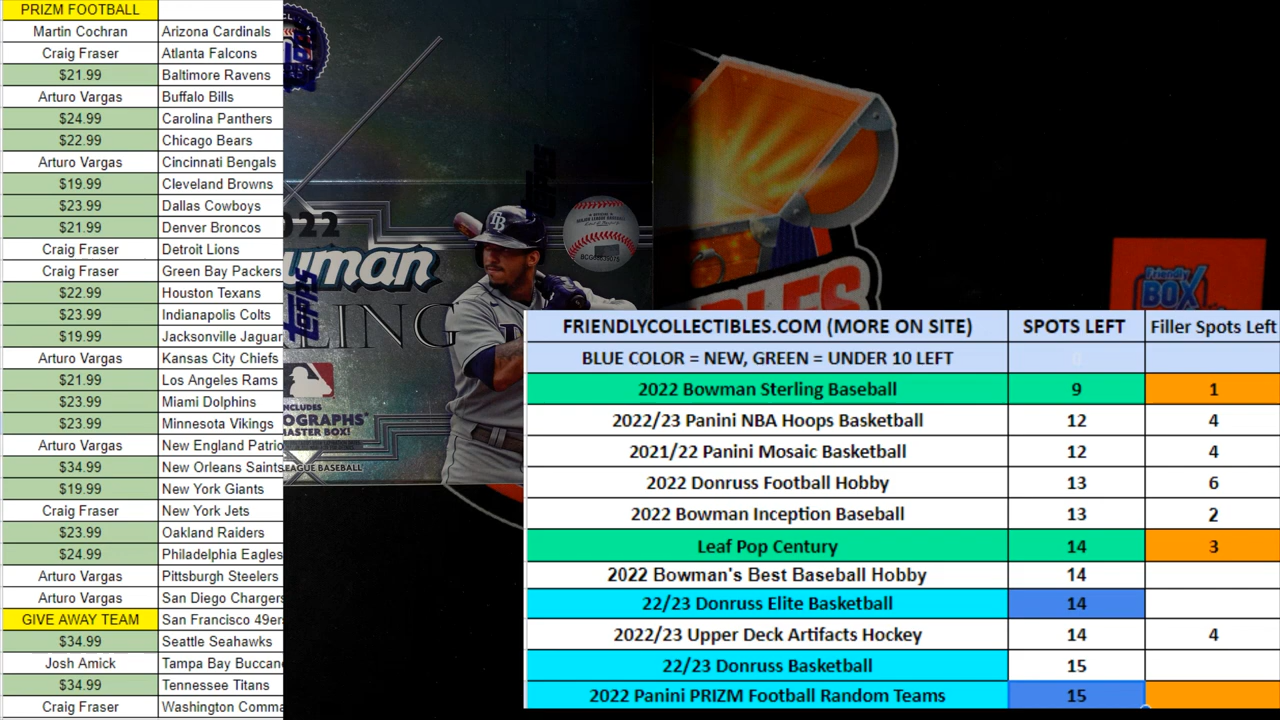 PRIZM FOOTBALL
Martin Cochran Arizona Cardinals
Craig Fraser Atlanta Falcons
$21.99 Baltimore Ravens
Arturo Vargas Buffalo Bills
$24.99 Carolina Panthers
$22.99 Chicago Bears
Arturo Vargas Cincinnati Bengals
$19.99 Cleveland Browns
$23.99 Dallas Cowboys
$21.99 Denver Broncos
Craig Fraser Detroit Lions
Craig Fraser Green Bay Packers
$22.99 Houston Texans
$23.99 Indianapolis Colts
$19.99 Jacksonville Jaguar
Arturo Vargas Kansas City Chiefs
$21.99 Los Angeles Rams
$23.99 Miami Dolphins
$23.99 Minnesota Vikings
Arturo Vargas New England Patrio
$34.99 New Orleans Saints
$19.99 New York Giants
Craig Fraser New York Jets
$23.99 Oakland Raiders
$24.99 Philadelphia Eagles
Arturo Vargas Pittsburgh Steelers
Arturo Vargas San Diego Chargers
GIVE AWAY TEAM San Francisco 49er
$34.99 Seattle Seahawks
Josh Amick Tampa Bay Buccan
$34.99 Tennessee Titans
Craig Fraser Washington Comma
022
wman
LING
topps
TB
INCLUDES
OGRAPHS
MASTER BOX!
EAGUE BASEBALL
LES
Friendly
BOX
FRIENDLYCOLLECTIBLES.COM (MORE ON SITE) SPOTS LEFT Filler Spots Left
BLUE COLOR = NEW, GREEN = UNDER 10 LEFT 0
2022 Bowman Sterling Baseball 9 1
2022/23 Panini NBA Hoops Basketball 12 4
2021/22 Panini Mosaic Basketball 12 4
2022 Donruss Football Hobby 13 6
2022 Bowman Inception Baseball 13 2
Leaf Pop Century 14 3
2022 Bowman's Best Baseball Hobby 14
22/23 Donruss Elite Basketball 14
2022/23 Upper Deck Artifacts Hockey 14 4
22/23 Donruss Basketball 15
2022 Panini PRIZM Football Random Teams 15